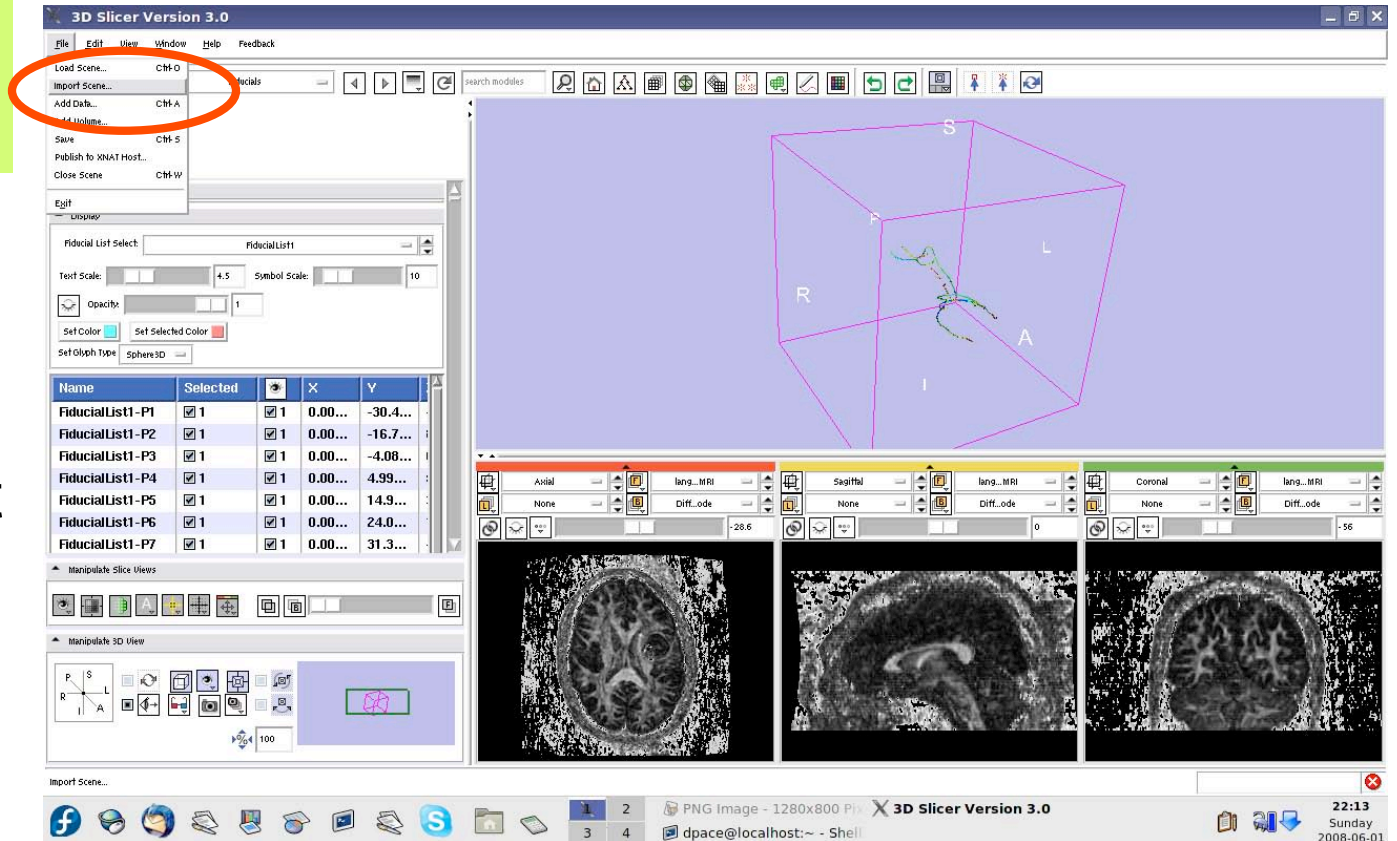 3D Slicer Version 3.0
File Edit View Window Help Feedback
Load Scene... Ctrl-O
Import Scene...
Add Data... Ctrl-A
Add Volume...
Save Ctrl-S
Publish to XNAT Host...
Close Scene Ctrl-W
Exit
search modules
Display
Fiducial List Select: FiducialList1
Text Scale: 4.5 Symbol Scale: 10
Opacity: 1
Set Color Set Selected Color
Set Glyph Type Sphere3D
Name Selected X Y
FiducialList1-P1 1 1 0.00... -30.4...
FiducialList1-P2 1 1 0.00... -16.7...
FiducialList1-P3 1 1 0.00... -4.08...
FiducialList1-P4 1 1 0.00... 4.99...
FiducialList1-P5 1 1 0.00... 14.9...
FiducialList1-P6 1 1 0.00... 24.0...
FiducialList1-P7 1 1 0.00... 31.3...
Manipulate Slice Views
Manipulate 3D View
P S
R L
I A
100
S
P
L
R
A
I
Axial lang...MRI
None Diff...ode
-28.6
Sagittal lang...MRI
None Diff...ode
0
Coronal lang...MRI
None Diff...ode
-56
Import Scene...
1 2
3 4
PNG Image - 1280x800 Pi
3D Slicer Version 3.0
dpace@localhost:~ - Shell
22:13
Sunday
2008-06-01